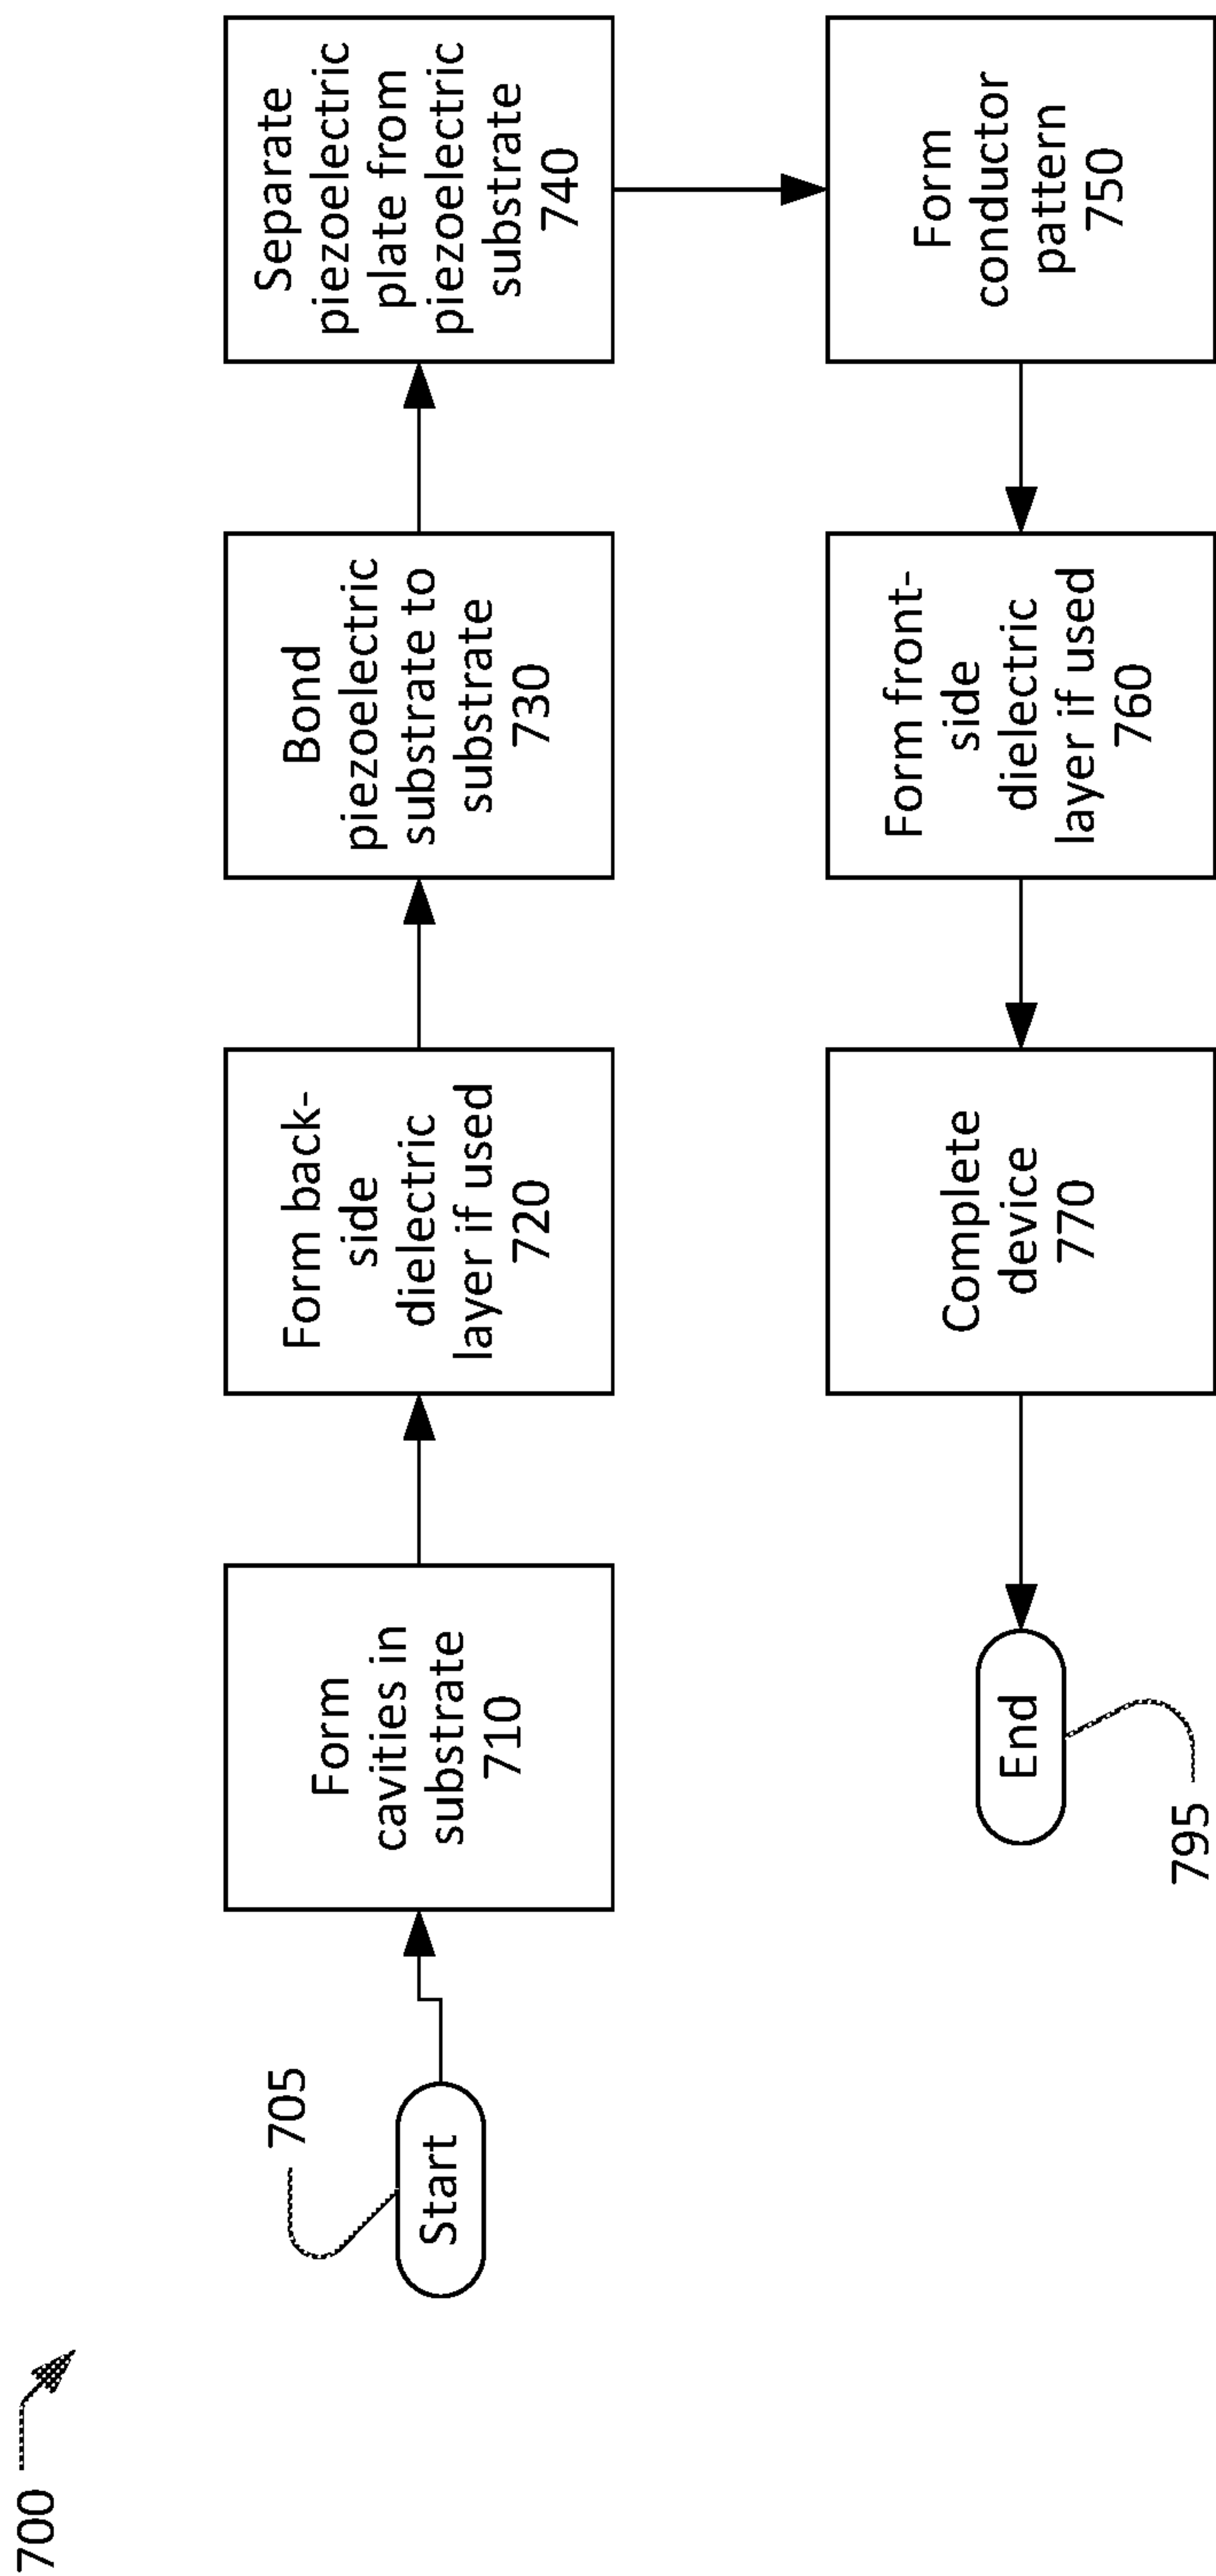 700
705
Start
Form
cavities in
substrate
710
Form back-
side
dielectric
layer if used
720
Bond
piezoelectric
substrate to
substrate
730
Separate
piezoelectric
plate from
piezoelectric
substrate
740
Form
conductor
pattern
750
Form front-
side
dielectric
layer if used
760
Complete
device
770
End
795